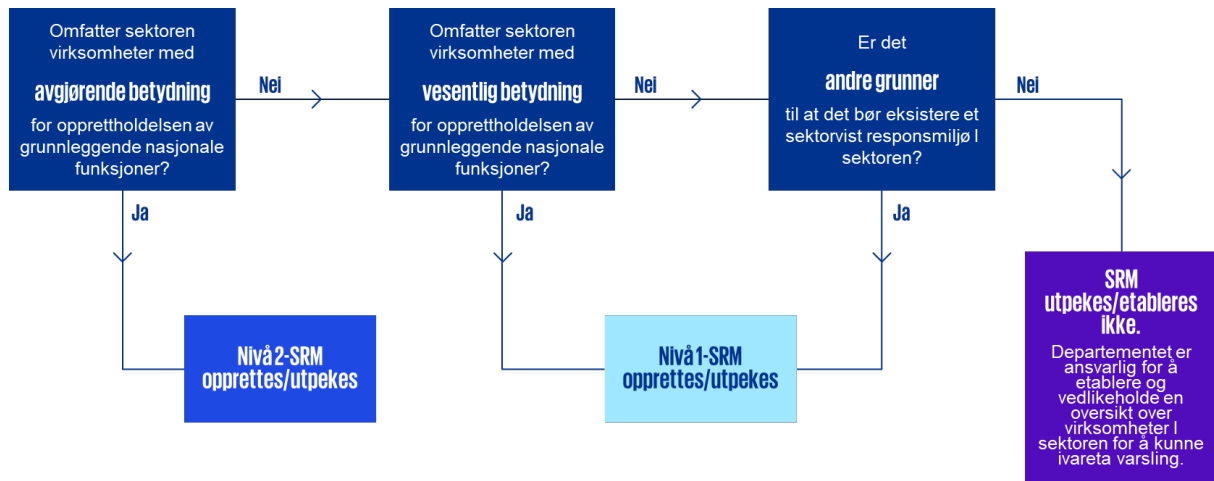 Omfatter sektoren
virksomheter med
avgjørende betydning
for opprettholdelsen av
grunnleggende nasjonale
funksjoner?
Nei
Ja
Omfatter sektoren
virksomheter med
vesentlig betydning
for opprettholdelsen av
grunnleggende nasjonale
funksjoner?
Nei
Ja
Er det
andre grunner
til at det bør eksistere et
sektorvist responsmiljø I
sektoren?
Nei
Ja
Nivå 2-SRM
opprettes/utpekes
Nivå 1-SRM
opprettes/utpekes
SRM
utpekes/etableres
ikke.
Departementet er
ansvarlig for å
etablere og
vedlikeholde en
oversikt over
virksomheter I
sektoren for å kunne
ivareta varsling.